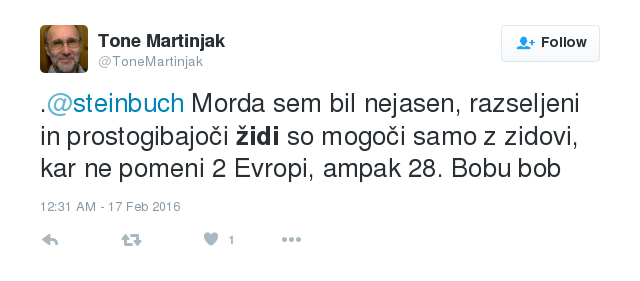 Tone Martinjak
@ToneMartinjak
Follow
.@steinbuch Morda sem bil nejasen, razseljeni
in prostogibajoči židi so mogoči samo z zidovi,
kar ne pomeni 2 Evropi, ampak 28. Bobu bob
12:31 AM - 17 Feb 2016
1